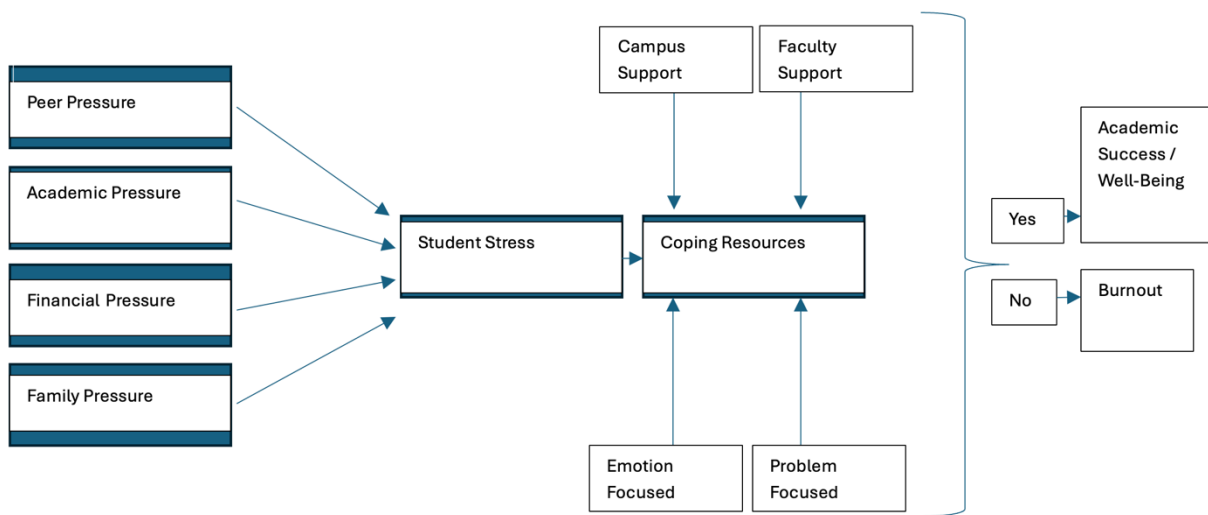 Peer Pressure
Academic Pressure
Financial Pressure
Family Pressure
Student Stress
Campus
Support
Faculty
Support
Coping Resources
Emotion
Focused
Problem
Focused
Yes
Academic
Success /
Well-Being
No
Burnout